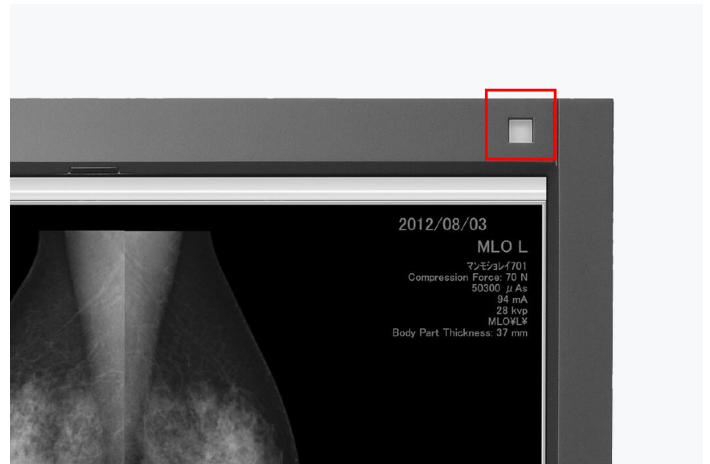 2012/08/03
MLO L
マンモショレイ701
Compression Force: 70 N
50300 μAs
94 mA
28 kvp
MLO¥L¥
Body Part Thickness: 37 mm